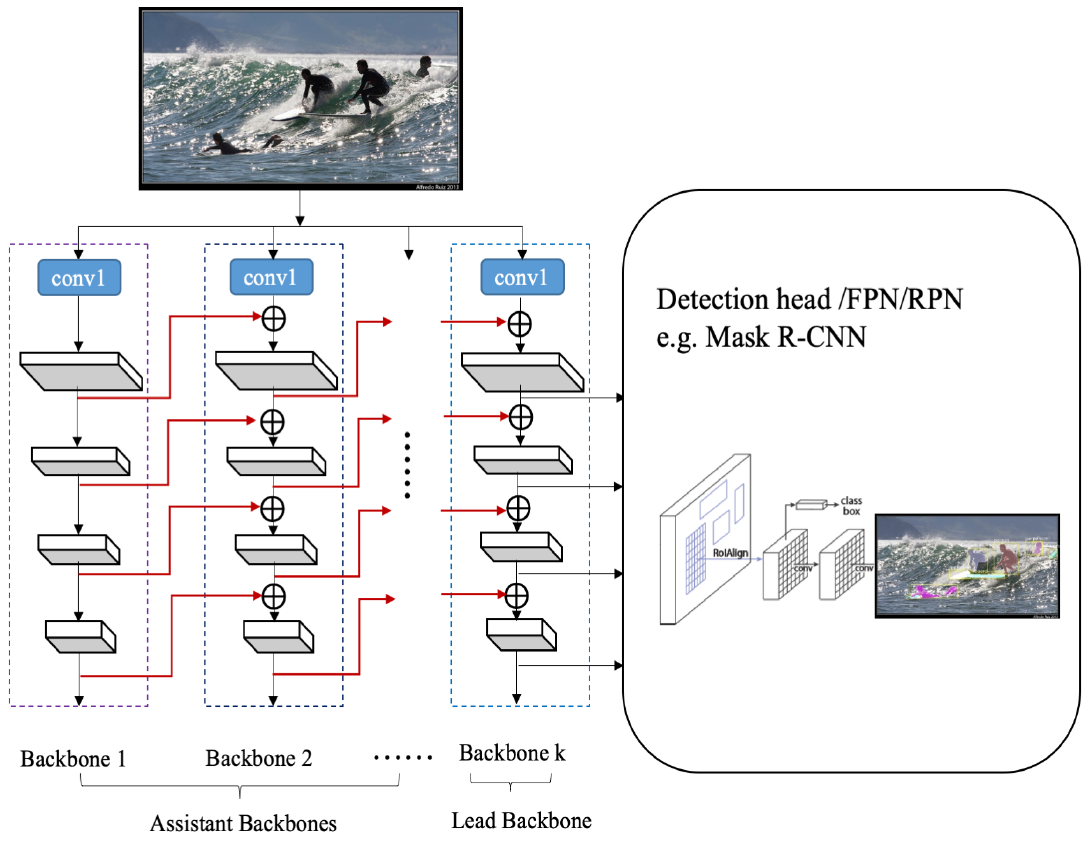 Alfredo Ruiz 2013
conv1
conv1
conv1
Detection head /FPN/RPN
e.g. Mask R-CNN
class
box
RoIAlign
conv
conv
Backbone 1
Backbone 2
......
Backbone k
Assistant Backbones
Lead Backbone